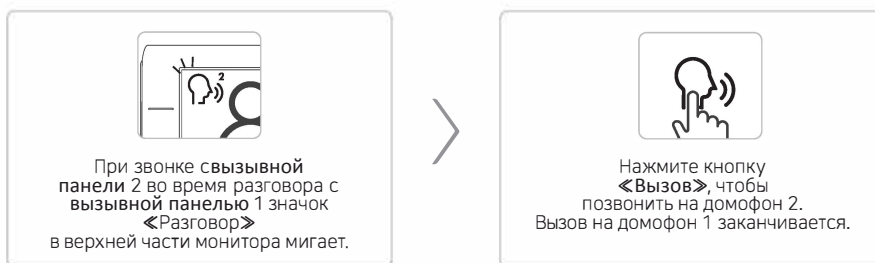 2
При звонке свызывной
панели 2 во время разговора с
вызывной панелью 1 значок
≪Разговор≫
в верхней части монитора мигает.
Нажмите кнопку
≪Вызов≫, чтобы
позвонить на домофон 2.
Вызов на домофон 1 заканчивается.